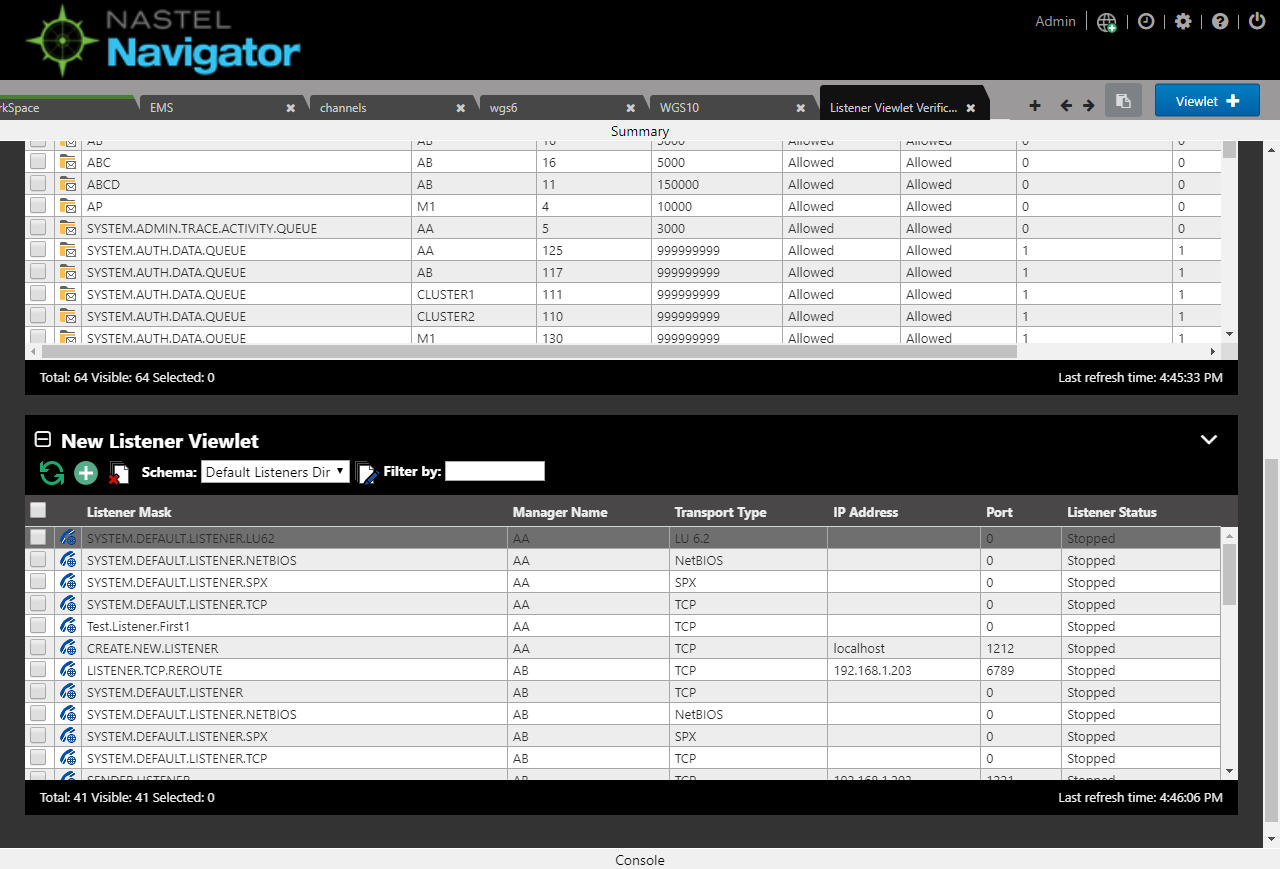 NASTEL
Navigator
Admin
rkSpace EMS channels wgs6 WGS10 Listener Viewlet Verific... Viewlet
Summary
AB AB 16 5000 Allowed Allowed 0 0
ABC AB 16 5000 Allowed Allowed 0 0
ABCD AB 11 150000 Allowed Allowed 0 0
AP M1 4 10000 Allowed Allowed 0 0
SYSTEM.ADMIN.TRACE.ACTIVITY.QUEUE AA 5 3000 Allowed Allowed 0 0
SYSTEM.AUTH.DATA.QUEUE AA 125 999999999 Allowed Allowed 1 1
SYSTEM.AUTH.DATA.QUEUE AB 117 999999999 Allowed Allowed 1 1
SYSTEM.AUTH.DATA.QUEUE CLUSTER1 111 999999999 Allowed Allowed 1 1
SYSTEM.AUTH.DATA.QUEUE CLUSTER2 110 999999999 Allowed Allowed 1 1
SYSTEM.AUTH.DATA.QUEUE M1 130 999999999 Allowed Allowed 1 1
Total: 64 Visible: 64 Selected: 0 Last refresh time: 4:45:33 PM
New Listener Viewlet
Schema: Default Listeners Dir Filter by:
Listener Mask Manager Name Transport Type IP Address Port Listener Status
SYSTEM.DEFAULT.LISTENER.LU62 AA LU 6.2 0 Stopped
SYSTEM.DEFAULT.LISTENER.NETBIOS AA NetBIOS 0 Stopped
SYSTEM.DEFAULT.LISTENER.SPX AA SPX 0 Stopped
SYSTEM.DEFAULT.LISTENER.TCP AA TCP 0 Stopped
Test.Listener.First1 AA TCP 0 Stopped
CREATE.NEW.LISTENER AA TCP localhost 1212 Stopped
LISTENER.TCP.REROUTE AB TCP 192.168.1.203 6789 Stopped
SYSTEM.DEFAULT.LISTENER AB TCP 0 Stopped
SYSTEM.DEFAULT.LISTENER.NETBIOS AB NetBIOS 0 Stopped
SYSTEM.DEFAULT.LISTENER.SPX AB SPX 0 Stopped
SYSTEM.DEFAULT.LISTENER.TCP AB TCP 0 Stopped
SENDER.LISTENER AB TCP 192.168.1.203 Stopped
Total: 41 Visible: 41 Selected: 0 Last refresh time: 4:46:06 PM
Console